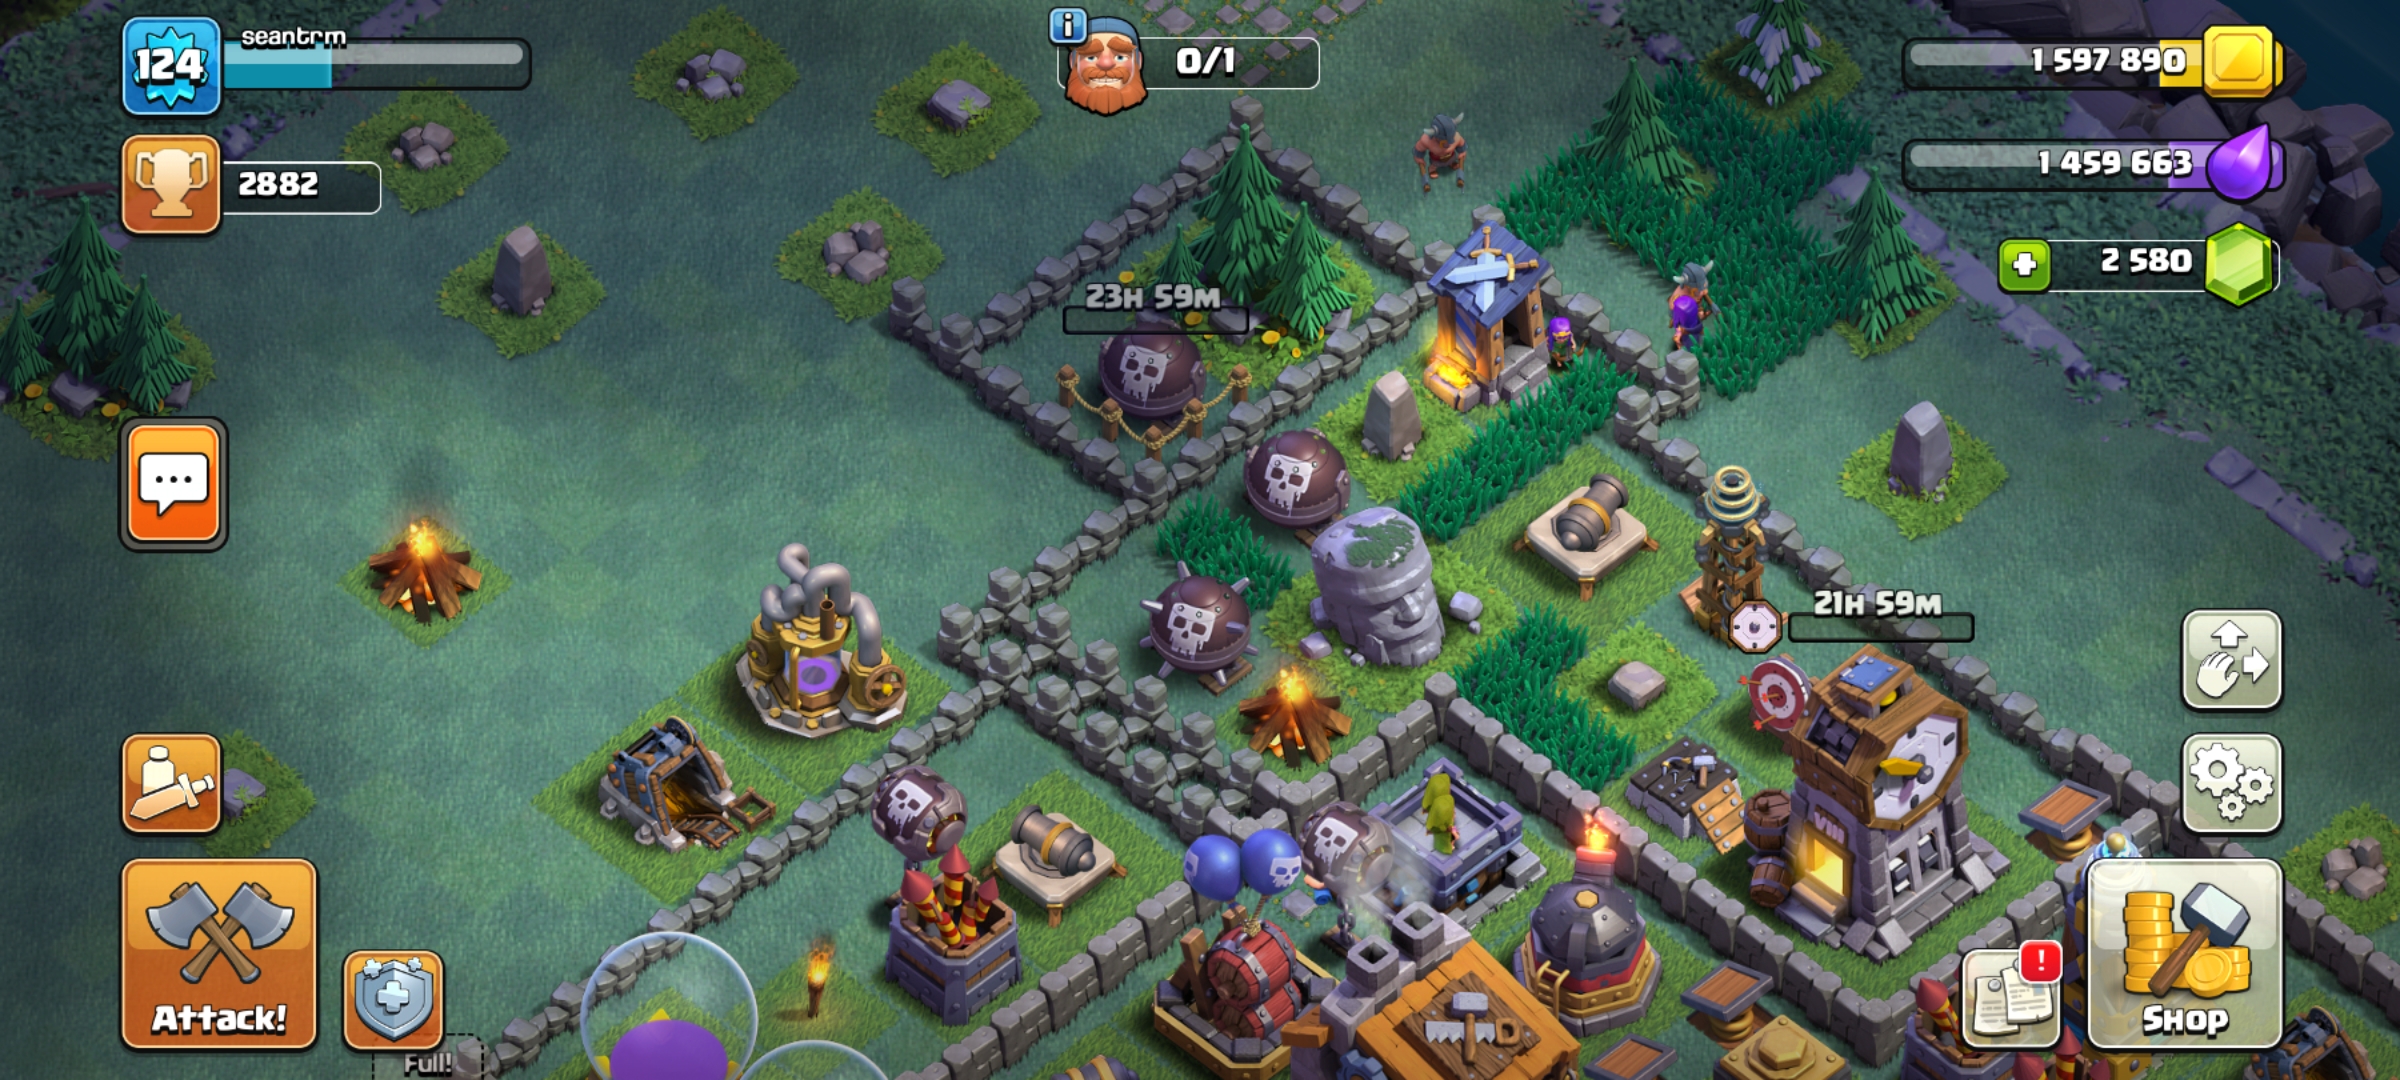 124
seantrm
i
0/1
1 597 890
2882
1 459 663
2 580
23H 59M
21H 59M
VIII
!
Attack!
Full!
Shop